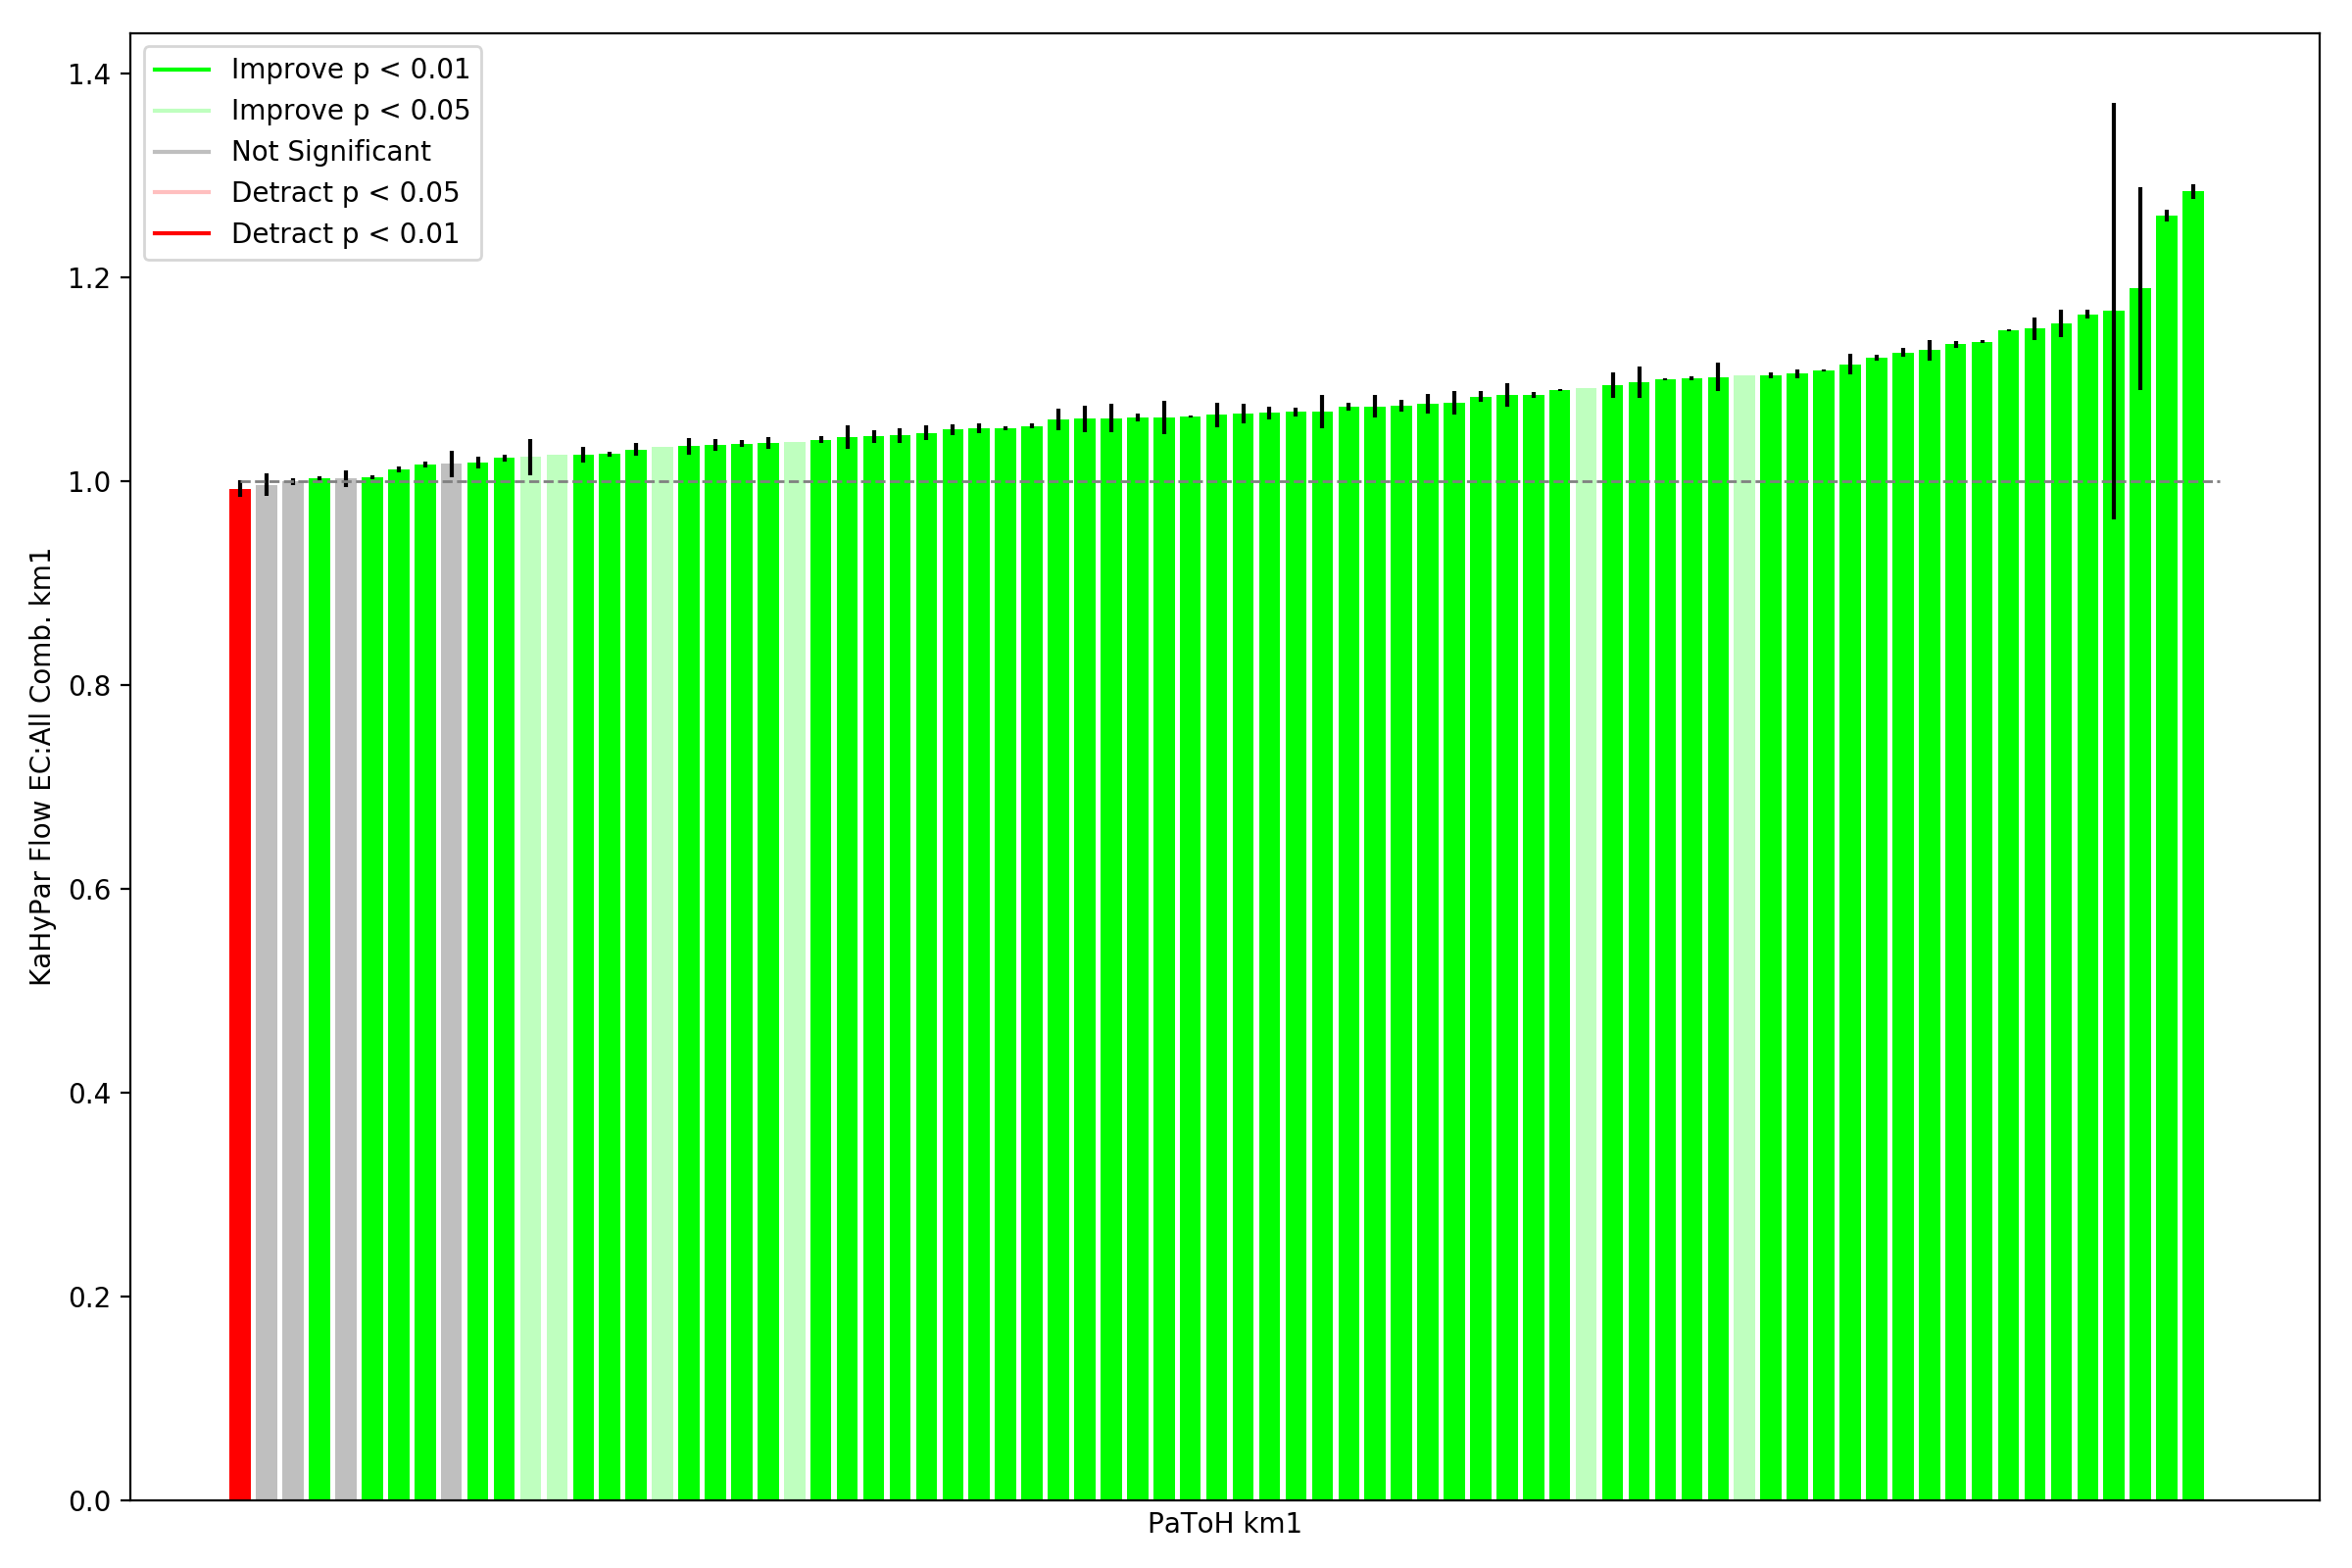 Improve p < 0.01
Improve p < 0.05
Not Significant
Detract p < 0.05
Detract p < 0.01
1.4
1.2
1.0
0.8
0.6
0.4
0.2
0.0
KaHyPar Flow EC:All Comb. km1
PaToH km1